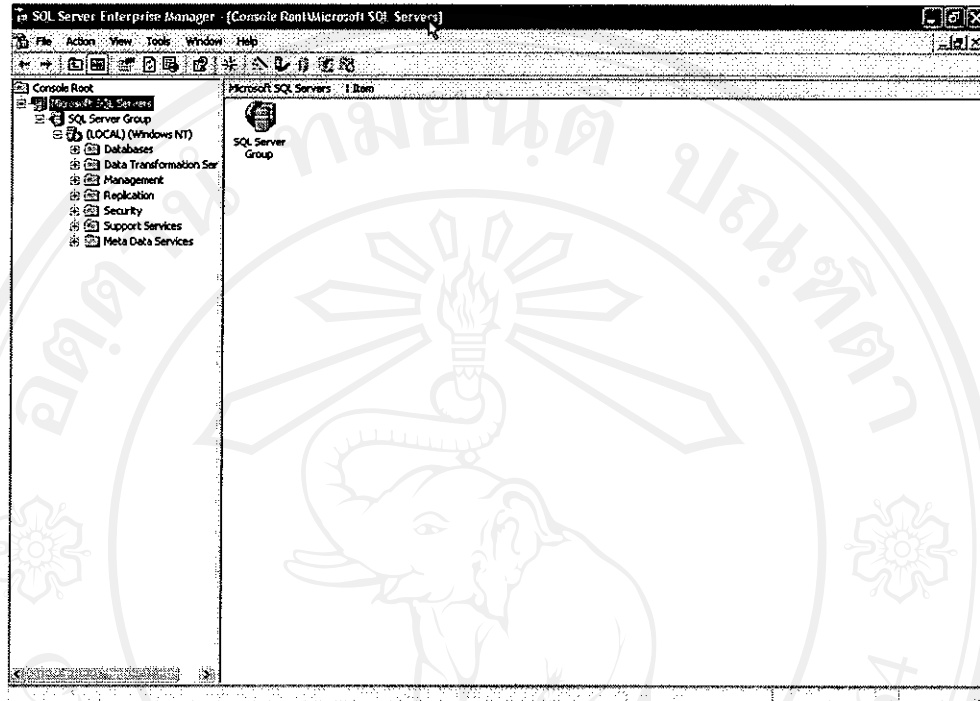 SQL Server Enterprise Manager - [Console Root\Microsoft SQL Servers]
File Action View Tools Window Help
Console Root
Microsoft SQL Servers
SQL Server Group
(LOCAL) (Windows NT)
Databases
Data Transformation Ser
Management
Replication
Security
Support Services
Meta Data Services
Microsoft SQL Servers 1 Item
SQL Server
Group